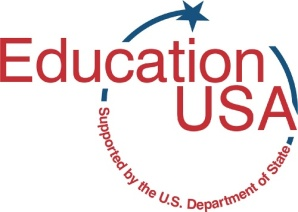 Education
USA
Supported by the U.S. Department of State